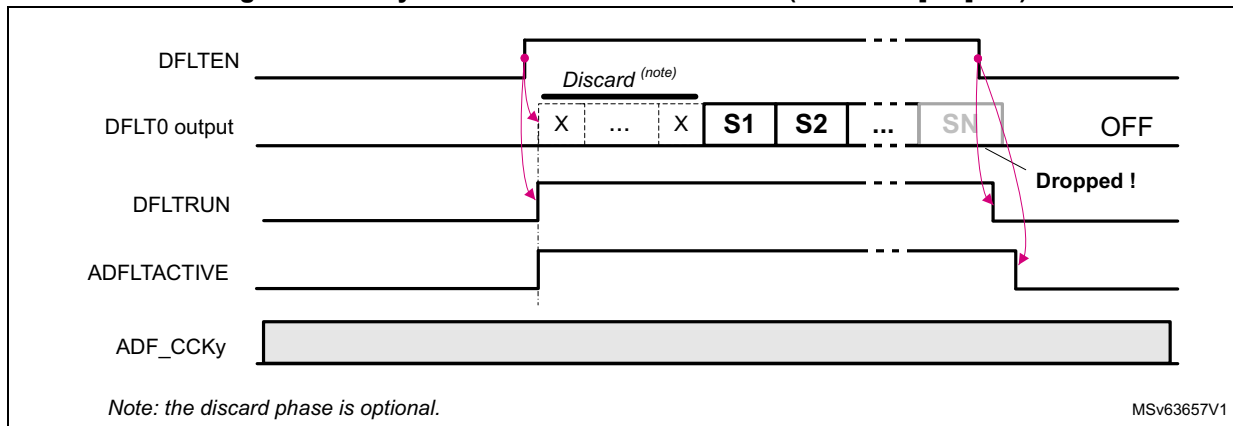 DFLTEN
Discard (note)
DFLT0 output
X ... X S1 S2 ... SN OFF
Dropped !
DFLTRUN
ADFLTACTIVE
ADF_CCKy
Note: the discard phase is optional.
MSv63657V1